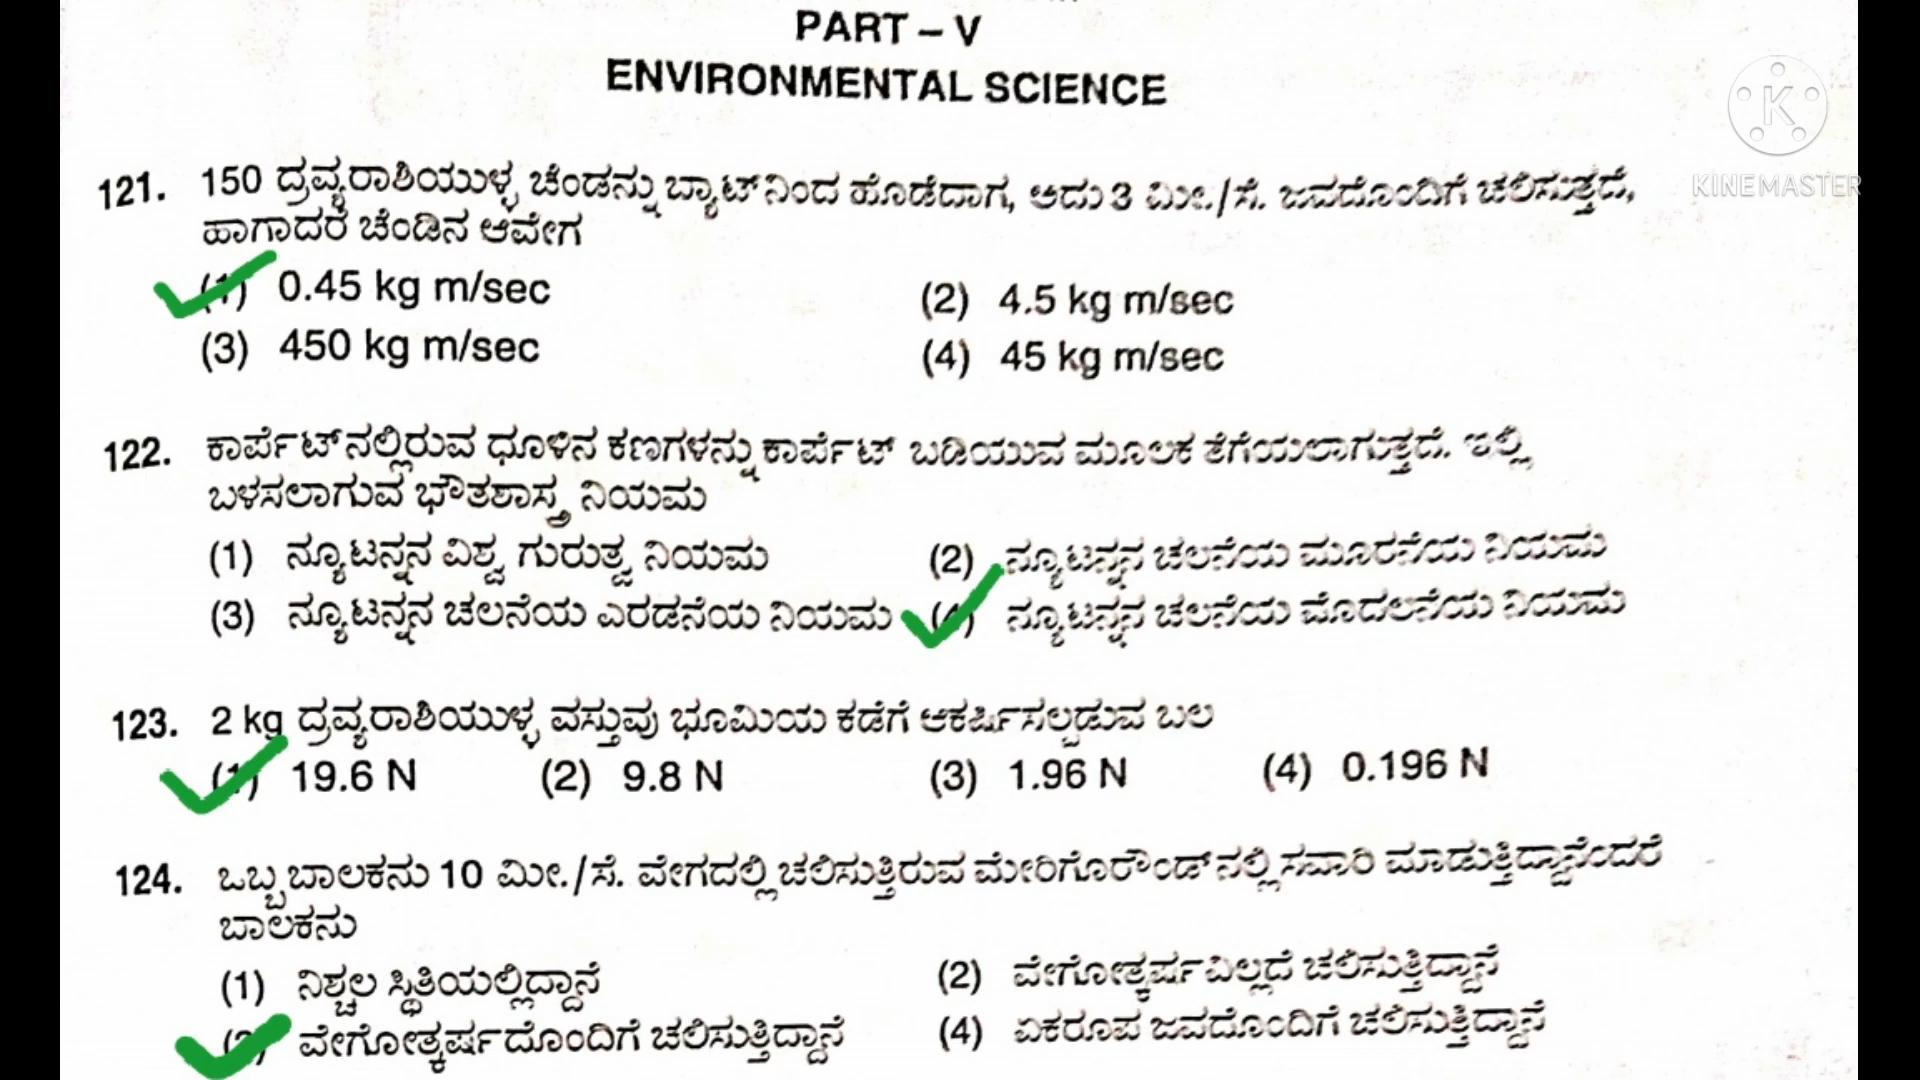 PART – V
ENVIRONMENTAL SCIENCE
KINEMASTER
121. 150 ದ್ರವ್ಯರಾಶಿಯುಳ್ಳ ಚೆಂಡನ್ನು ಬ್ಯಾಟ್‌ನಿಂದ ಹೊಡೆದಾಗ, ಅದು 3 ಮೀ./ಸೆ. ಜವದೊಂದಿಗೆ ಚಲಿಸುತ್ತದೆ,
ಹಾಗಾದರೆ ಚೆಂಡಿನ ಆವೇಗ
(1) 0.45 kg m/sec (2) 4.5 kg m/sec
(3) 450 kg m/sec (4) 45 kg m/sec
122. ಕಾರ್ಪೆಟ್‌ನಲ್ಲಿರುವ ಧೂಳಿನ ಕಣಗಳನ್ನು ಕಾರ್ಪೆಟ್ ಬಡಿಯುವ ಮೂಲಕ ತೆಗೆಯಲಾಗುತ್ತದೆ. ಇಲ್ಲಿ
ಬಳಸಲಾಗುವ ಭೌತಶಾಸ್ತ್ರ ನಿಯಮ
(1) ನ್ಯೂಟನ್ನನ ವಿಶ್ವ ಗುರುತ್ವ ನಿಯಮ (2) ನ್ಯೂಟನ್ನನ ಚಲನೆಯ ಮೂರನೆಯ ನಿಯಮ
(3) ನ್ಯೂಟನ್ನನ ಚಲನೆಯ ಎರಡನೆಯ ನಿಯಮ (4) ನ್ಯೂಟನ್ನನ ಚಲನೆಯ ಮೊದಲನೆಯ ನಿಯಮ
123. 2 kg ದ್ರವ್ಯರಾಶಿಯುಳ್ಳ ವಸ್ತುವು ಭೂಮಿಯ ಕಡೆಗೆ ಆಕರ್ಷಿಸಲ್ಪಡುವ ಬಲ
(1) 19.6 N (2) 9.8 N (3) 1.96 N (4) 0.196 N
124. ಒಬ್ಬ ಬಾಲಕನು 10 ಮೀ./ಸೆ. ವೇಗದಲ್ಲಿ ಚಲಿಸುತ್ತಿರುವ ಮೇರಿಗೊರೌಂಡ್‌ನಲ್ಲಿ ಸವಾರಿ ಮಾಡುತ್ತಿದ್ದಾನೆಂದರೆ
ಬಾಲಕನು
(1) ನಿಶ್ಚಲ ಸ್ಥಿತಿಯಲ್ಲಿದ್ದಾನೆ (2) ವೇಗೋತ್ಕರ್ಷವಿಲ್ಲದೆ ಚಲಿಸುತ್ತಿದ್ದಾನೆ
(3) ವೇಗೋತ್ಕರ್ಷದೊಂದಿಗೆ ಚಲಿಸುತ್ತಿದ್ದಾನೆ (4) ಏಕರೂಪ ಜವದೊಂದಿಗೆ ಚಲಿಸುತ್ತಿದ್ದಾನೆ